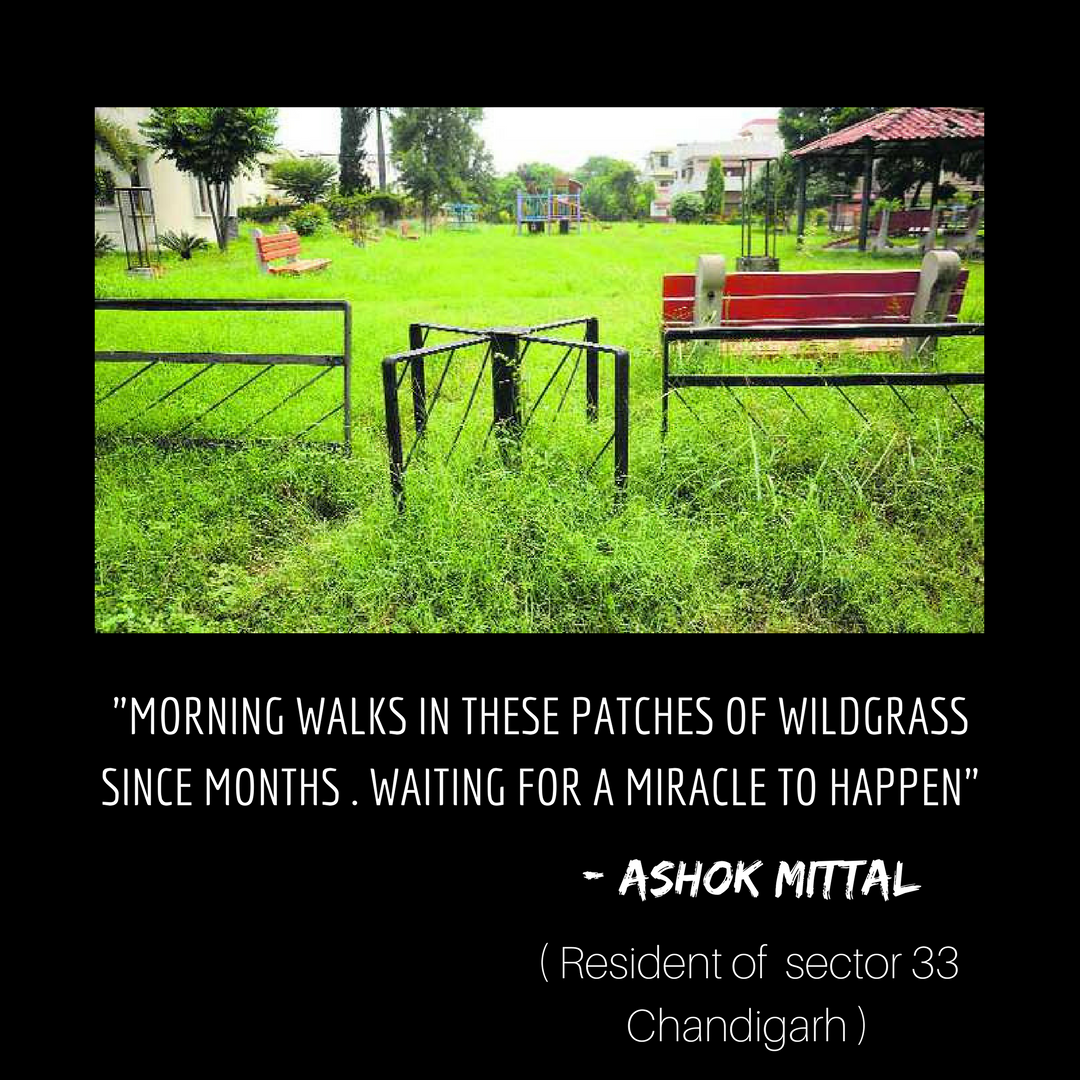 "MORNING WALKS IN THESE PATCHES OF WILDGRASS
SINCE MONTHS . WAITING FOR A MIRACLE TO HAPPEN"
- ASHOK MITTAL
( Resident of sector 33
Chandigarh )